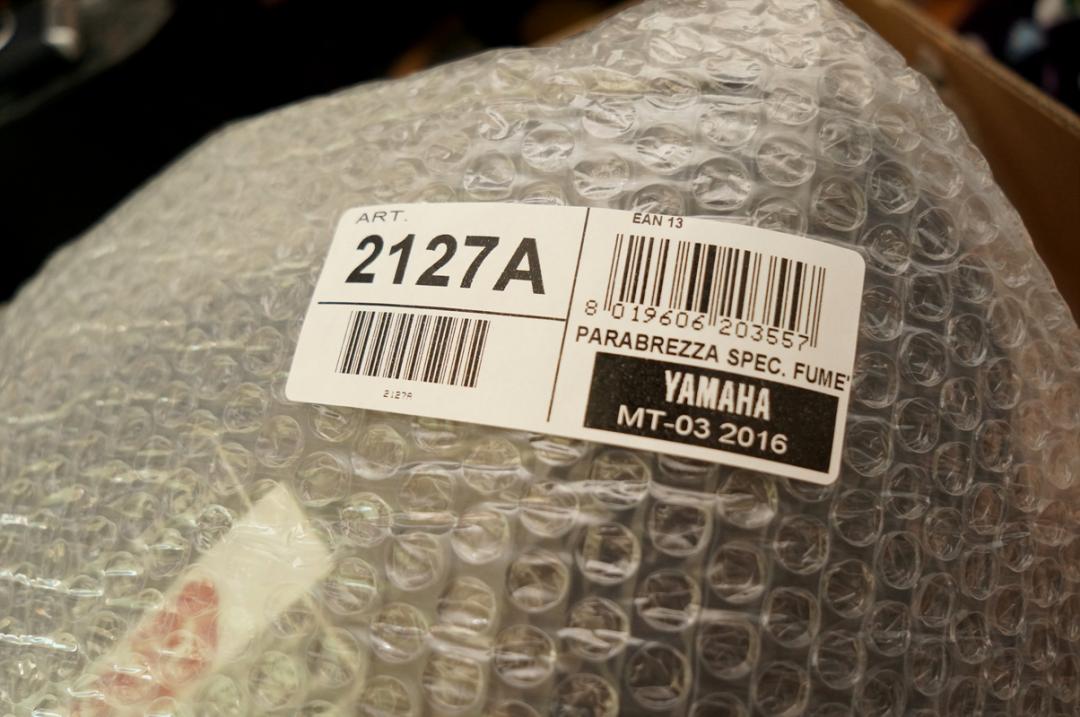 ART.
2127A
2127A
EAN 13
8 019606 203557
PARABREZZA SPEC. FUME'
YAMAHA
MT-03 2016